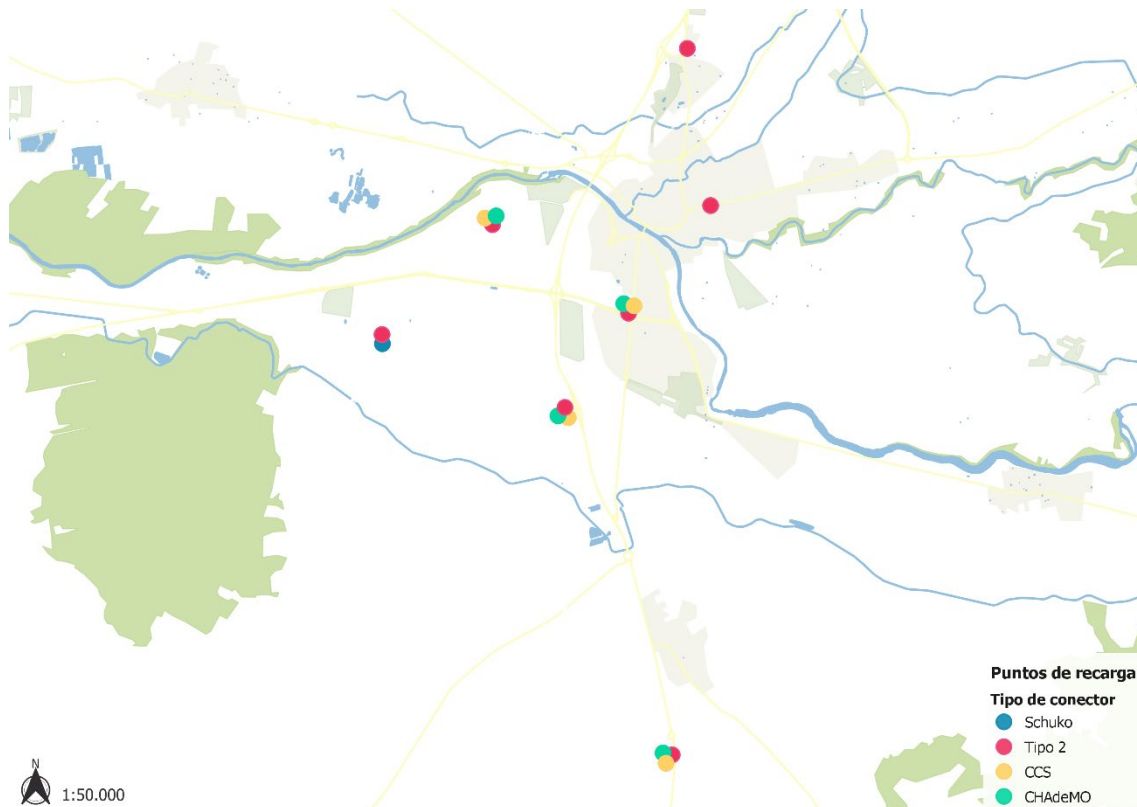 Puntos de recarga
Tipo de conector
Schuko
Tipo 2
CCS
CHAdeMO
N
1:50.000